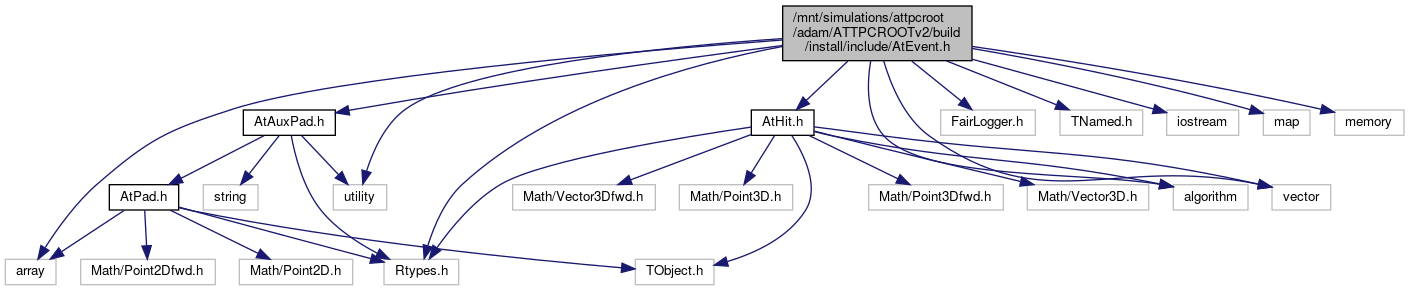 /mnt/simulations/attpcroot
/adam/ATTPCROOTv2/build
/install/include/AtEvent.h
AtAuxPad.h
AtHit.h
FairLogger.h
TNamed.h
iostream
map
memory
AtPad.h
string
utility
Math/Vector3Dfwd.h
Math/Point3D.h
Math/Point3Dfwd.h
Math/Vector3D.h
algorithm
vector
array
Math/Point2Dfwd.h
Math/Point2D.h
Rtypes.h
TObject.h